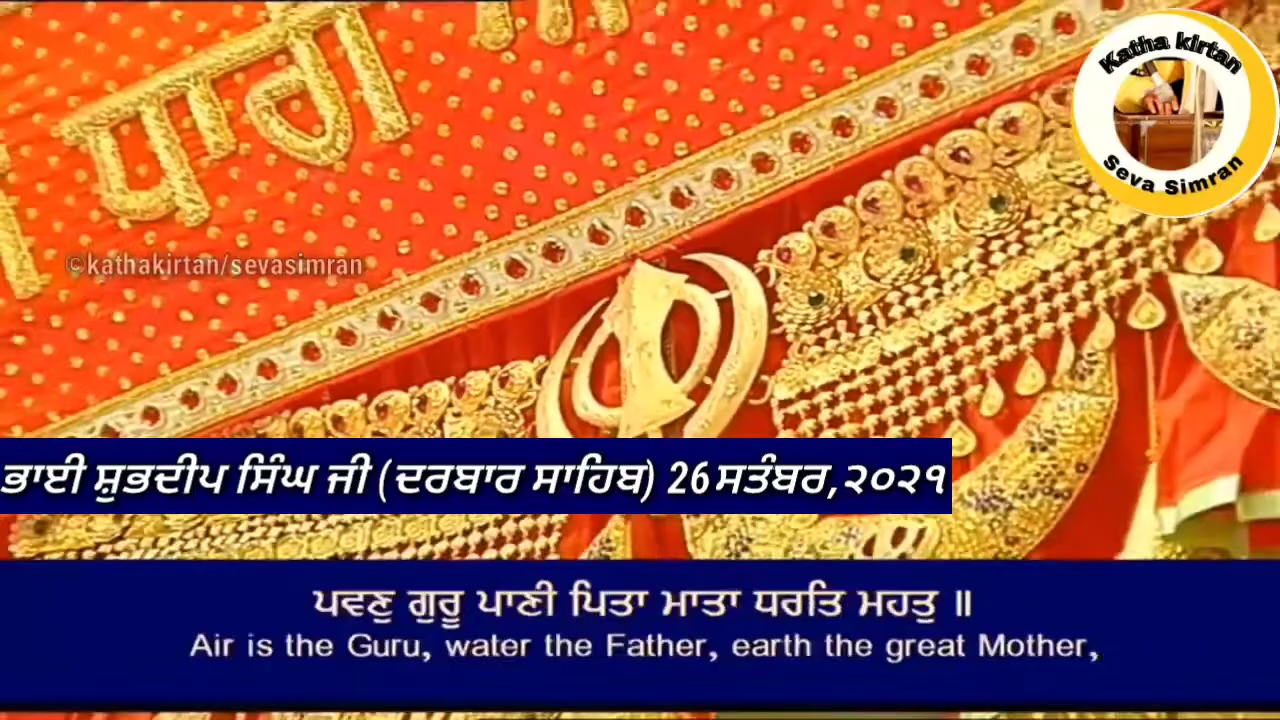 ਧਾਰੀ
Katha kirtan
Seva Simran
©kathakirtan/sevasimran
ਭਾਈ ਸ਼ੁਭਦੀਪ ਸਿੰਘ ਜੀ (ਦਰਬਾਰ ਸਾਹਿਬ) 26 ਸਤੰਬਰ,੨੦੨੧
ਪਵਣੁ ਗੁਰੂ ਪਾਣੀ ਪਿਤਾ ਮਾਤਾ ਧਰਤਿ ਮਹਤੁ ॥
Air is the Guru, water the Father, earth the great Mother,